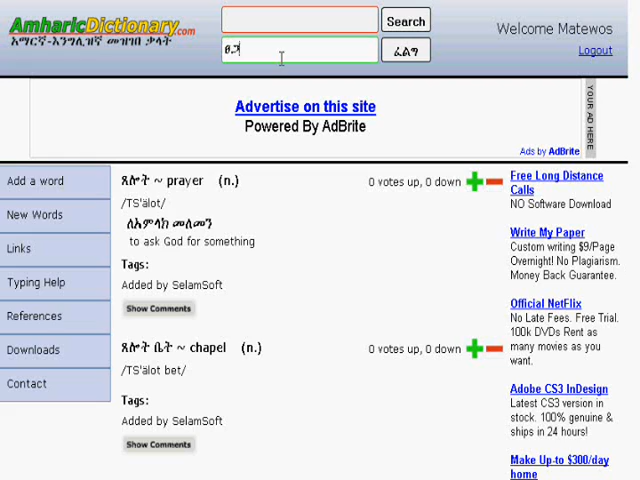 AmharicDictionary.com
አማርኛ-እንግሊዝኛ መዝገበ ቃላት
Search
ፀጋ
ፈልግ
Welcome Matewos
Logout
Advertise on this site
Powered By AdBrite
YOUR AD HERE
Ads by AdBrite
Add a word
New Words
Links
Typing Help
References
Downloads
Contact
ጸሎት ~ prayer (n.)
0 votes up, 0 down
/TS'älot/
ለአምላክ መለመን
to ask God for something
Tags:
Added by SelamSoft
Show Comments
ጸሎት ቤት ~ chapel (n.)
0 votes up, 0 down
/TS'älot bet/
Tags:
Added by SelamSoft
Show Comments
Free Long Distance
Calls
NO Software Download
Write My Paper
Custom writing $9/Page
Overnight! No Plagiarism.
Money Back Guarantee.
Official NetFlix
No Late Fees. Free Trial.
100k DVDs Rent as
many movies as you
want.
Adobe CS3 InDesign
Latest CS3 version in
stock. 100% genuine &
ships in 24 hours!
Make Up-to $300/day
home